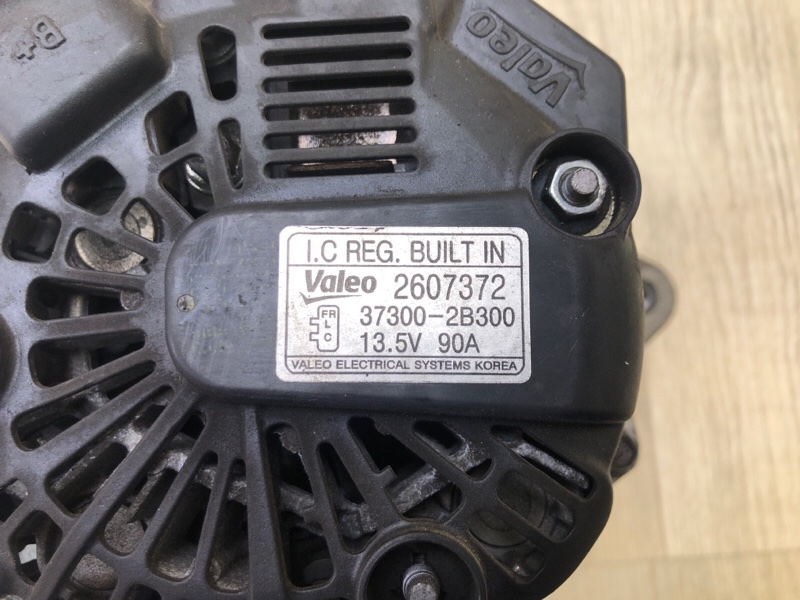 B+
Valeo
I.C REG. BUILT IN
Valeo 2607372
FR
L
C
37300-2B300
13.5V 90A
VALEO ELECTRICAL SYSTEMS KOREA